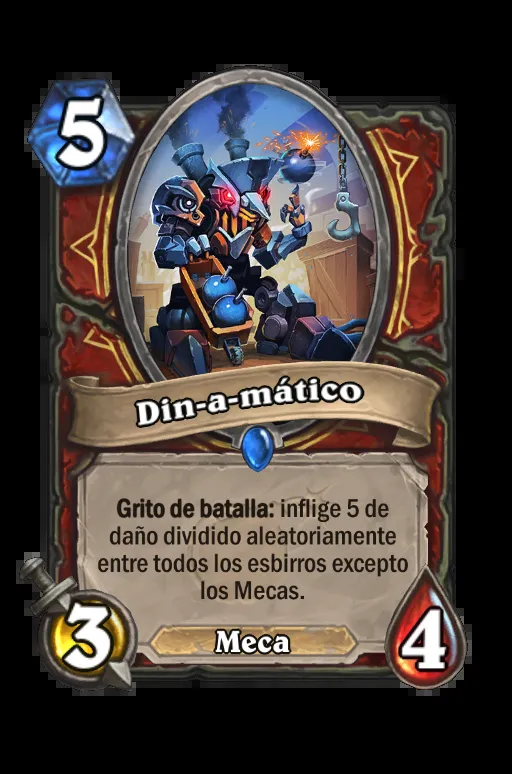 5
Din-a-mático
Grito de batalla: inflige 5 de
daño dividido aleatoriamente
entre todos los esbirros excepto
los Mecas.
3
Meca
4